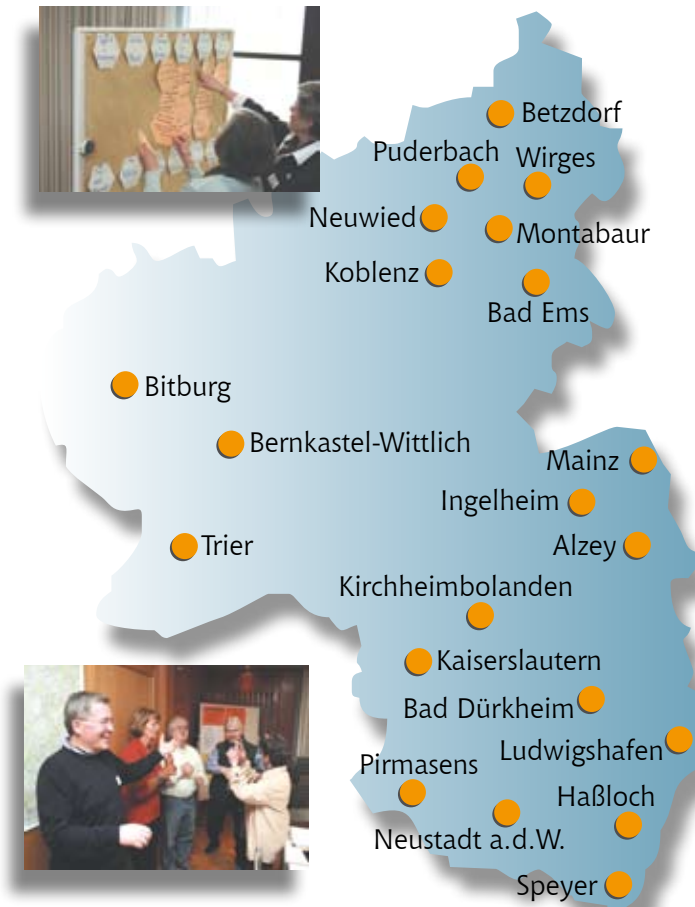 Betzdorf
Puderbach
Wirges
Neuwied
Montabaur
Koblenz
Bad Ems
Bitburg
Bernkastel-Wittlich
Mainz
Ingelheim
Trier
Alzey
Kirchheimbolanden
Kaiserslautern
Bad Dürkheim
Ludwigshafen
Pirmasens
Haßloch
Neustadt a.d.W.
Speyer